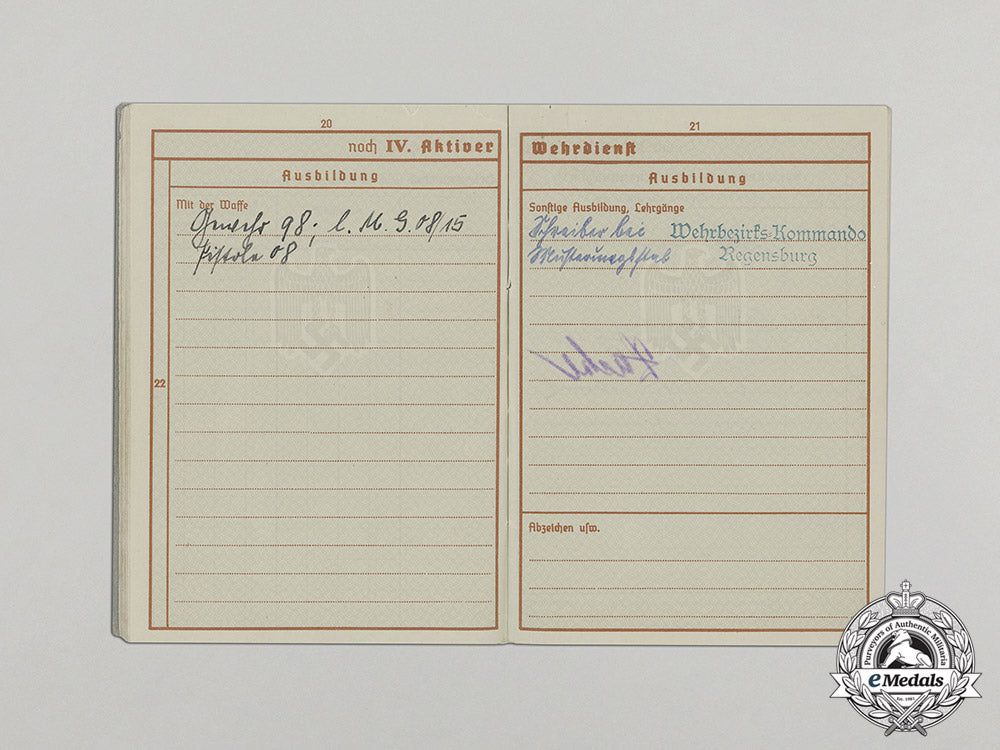 20
noch IV. Aktiver
Ausbildung
22
Mit der Waffe
Gewehr 98; l. M. G. 08/15
Pistole 08
21
Wehrdienst
Ausbildung
Sonstige Ausbildung, Lehrgänge
Schreiber bei Wehrbezirks-Kommando
Musterungsstab Regensburg
Abzeichen usw.
Purveyors of Authentic Militaria
eMedals